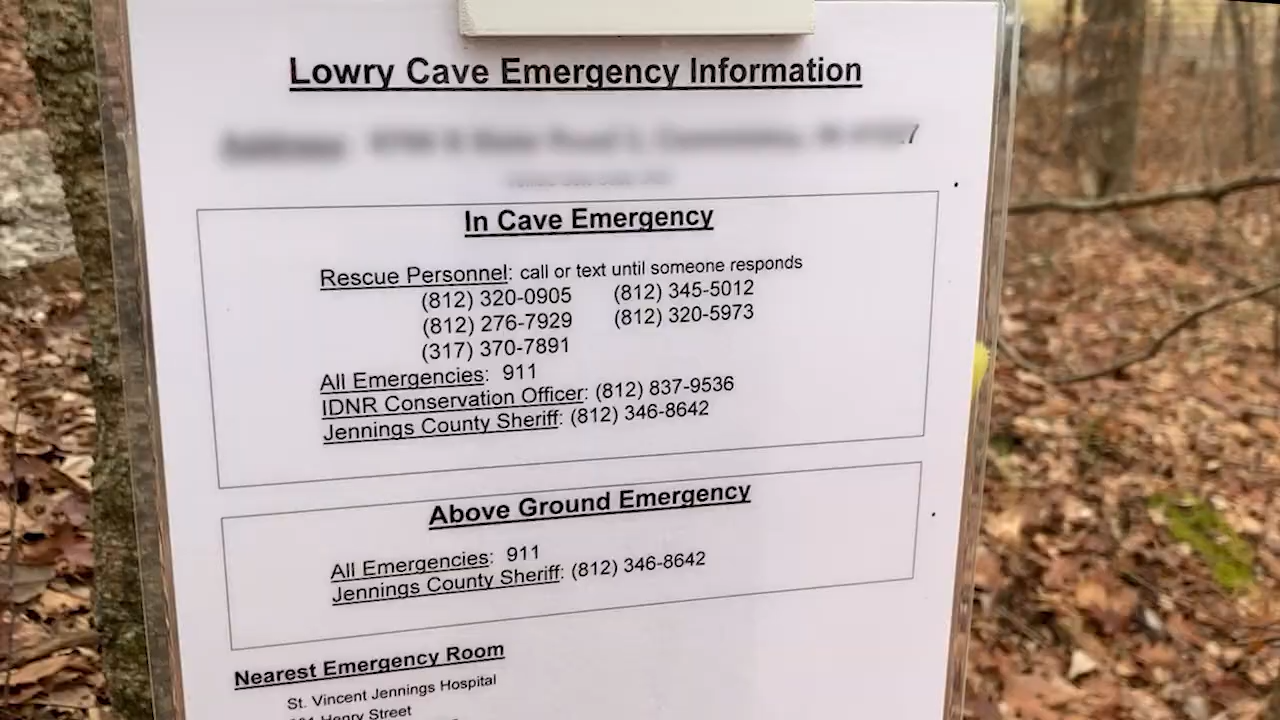 Lowry Cave Emergency Information
In Cave Emergency
Rescue Personnel: call or text until someone responds
(812) 320-0905 (812) 345-5012
(812) 276-7929 (812) 320-5973
(317) 370-7891
All Emergencies: 911
IDNR Conservation Officer: (812) 837-9536
Jennings County Sheriff: (812) 346-8642
Above Ground Emergency
All Emergencies: 911
Jennings County Sheriff: (812) 346-8642
Nearest Emergency Room
St. Vincent Jennings Hospital
Henry Street